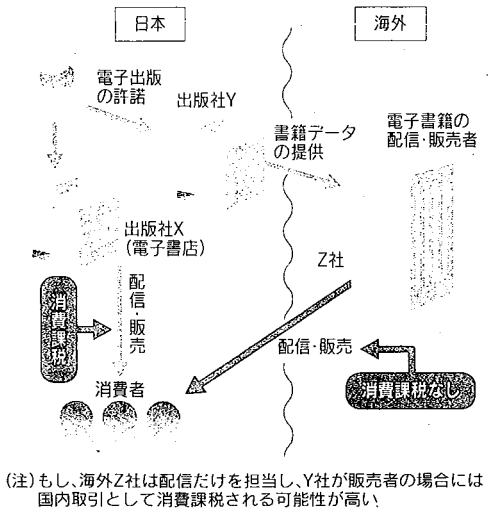 日本
海外
電子出版
の許諾
出版社Y
書籍データ
の提供
電子書籍の
配信・販売者
出版社X
(電子書店)
Z社
消費課税
配信・販売
配信・販売
消費者
消費課税なし
(注)もし、海外Z社は配信だけを担当し、Y社が販売者の場合には
国内取引として消費課税される可能性が高い